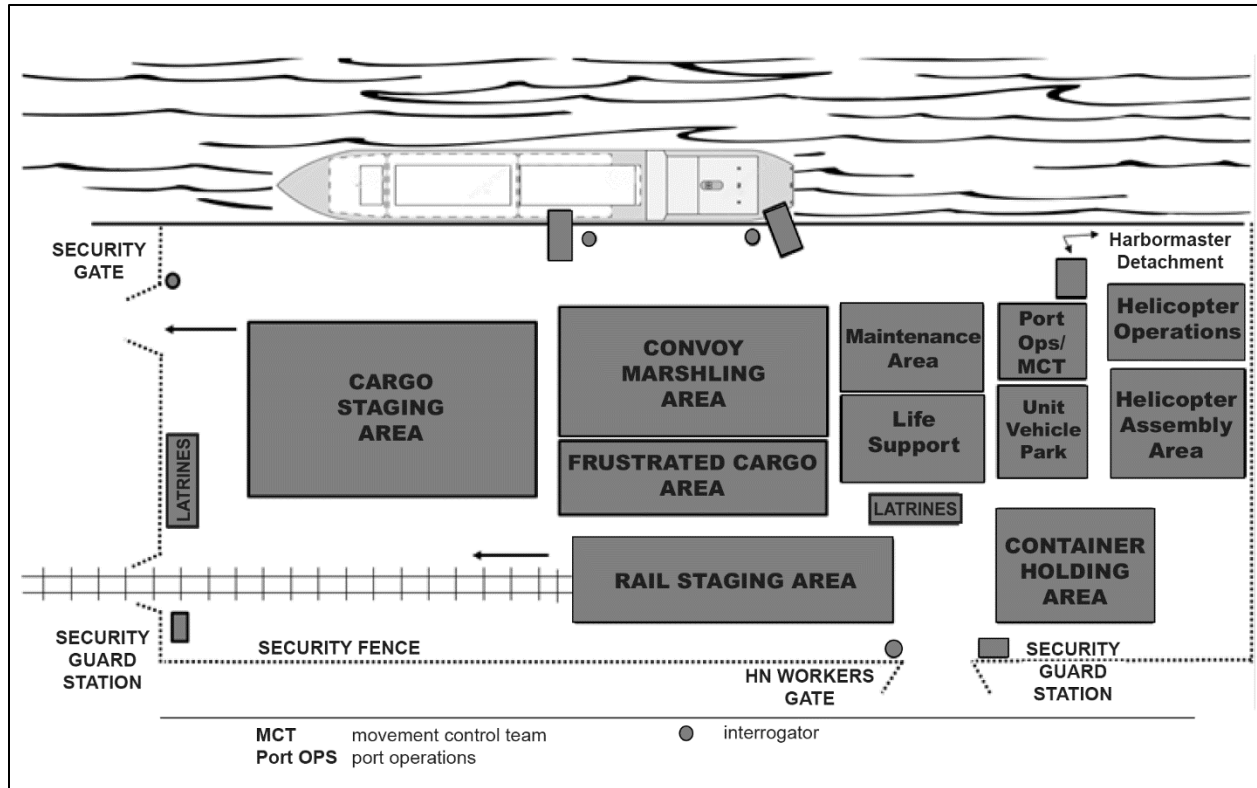 SECURITY
GATE
Harbormaster
Detachment
CARGO
STAGING
AREA
CONVOY
MARSHLING
AREA
FRUSTRATED CARGO
AREA
Maintenance
Area
Life
Support
Port
Ops/
MCT
Unit
Vehicle
Park
Helicopter
Operations
Helicopter
Assembly
Area
LATRINES
LATRINES
RAIL STAGING AREA
CONTAINER
HOLDING
AREA
SECURITY
GUARD
STATION
SECURITY FENCE
HN WORKERS
GATE
SECURITY
GUARD
STATION
MCT movement control team
Port OPS port operations
interrogator